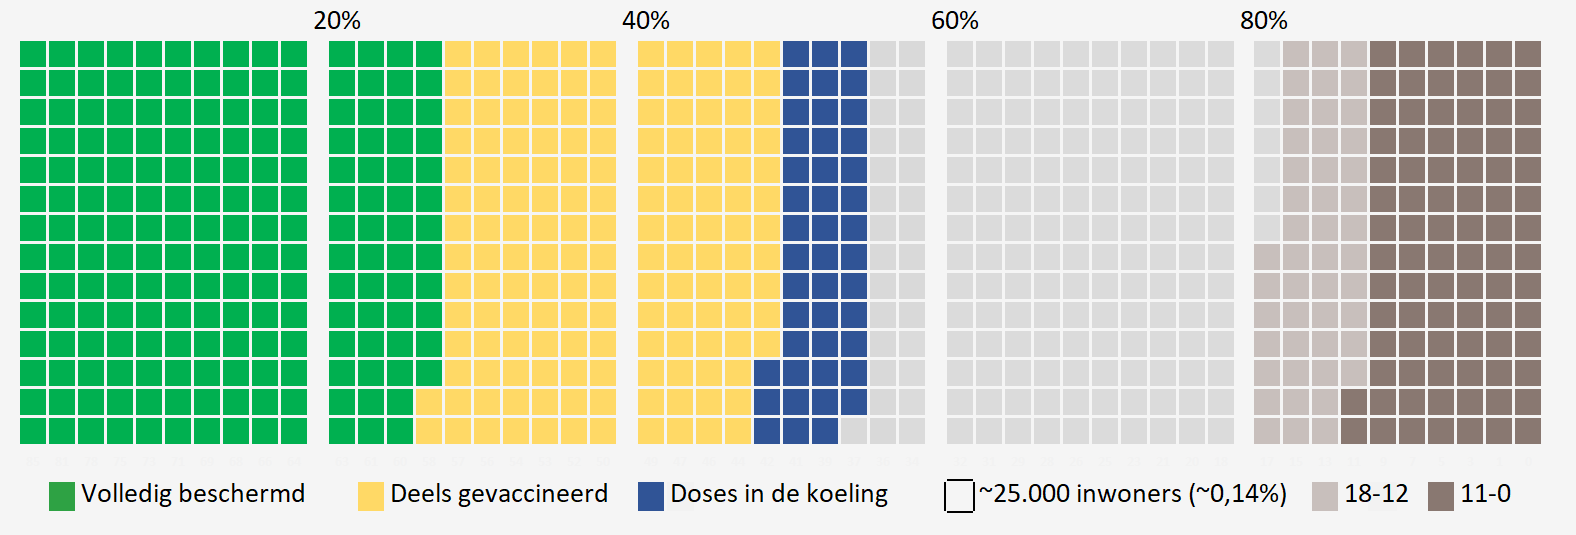 20% 40% 60% 80%
Volledig beschermd Deels gevaccineerd Doses in de koeling ~25.000 inwoners (~0,14%) 18-12 11-0